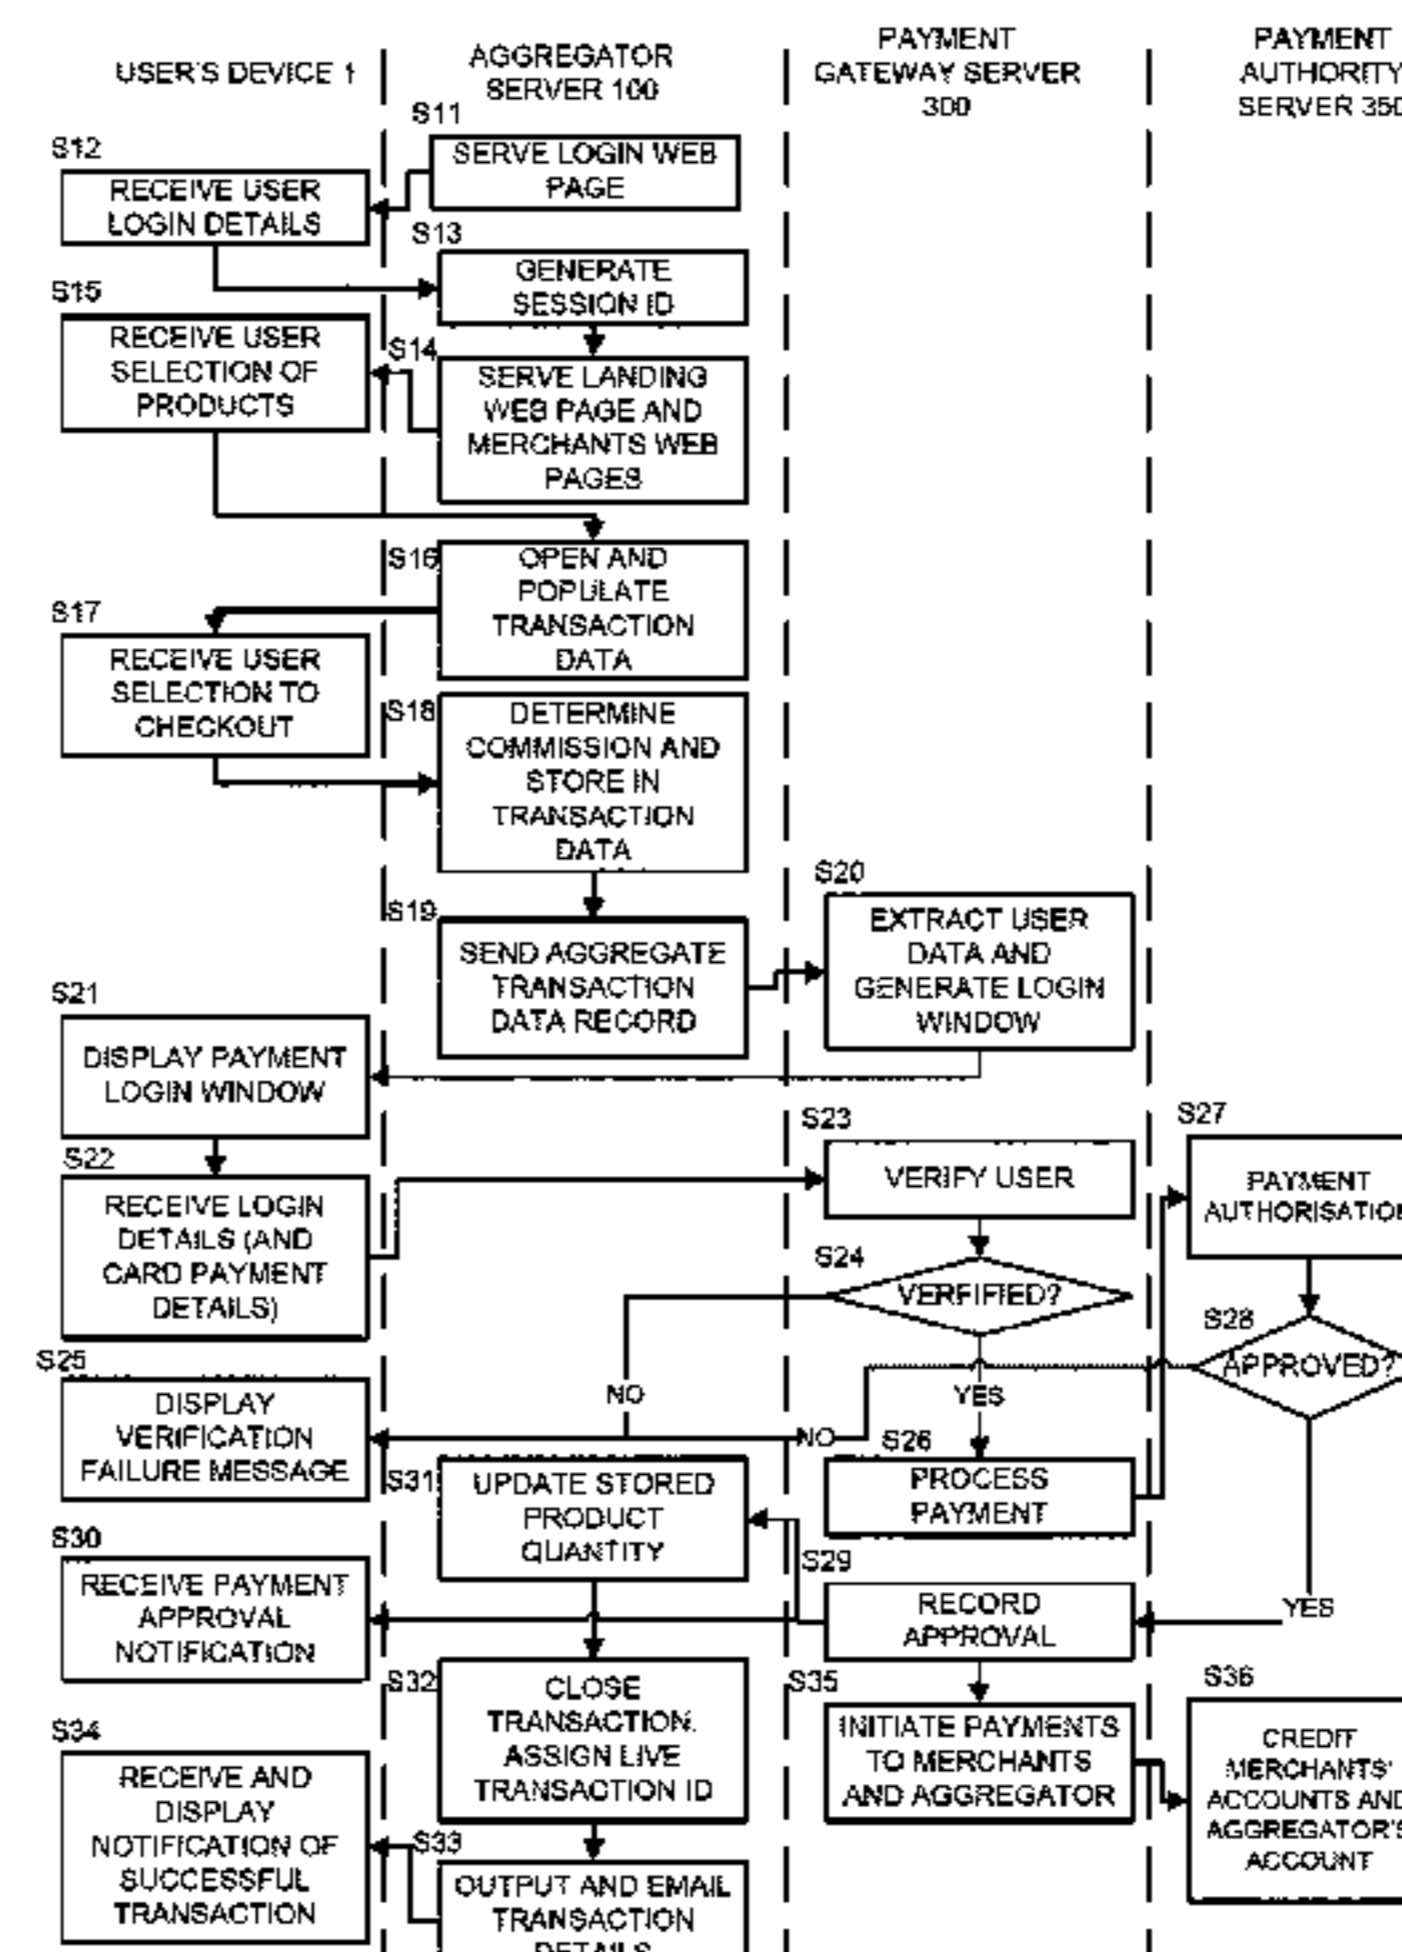 USER'S DEVICE 1
AGGREGATOR
SERVER 100
PAYMENT
GATEWAY SERVER
300
PAYMENT
AUTHORITY
SERVER 350
S11
SERVE LOGIN WEB
PAGE
S12
RECEIVE USER
LOGIN DETAILS
S13
GENERATE
SESSION ID
S15
RECEIVE USER
SELECTION OF
PRODUCTS
S14
SERVE LANDING
WEB PAGE AND
MERCHANTS WEB
PAGES
S16
OPEN AND
POPULATE
TRANSACTION
DATA
S17
RECEIVE USER
SELECTION TO
CHECKOUT
S18
DETERMINE
COMMISSION AND
STORE IN
TRANSACTION
DATA
S19
SEND AGGREGATE
TRANSACTION
DATA RECORD
S20
EXTRACT USER
DATA AND
GENERATE LOGIN
WINDOW
S21
DISPLAY PAYMENT
LOGIN WINDOW
S22
RECEIVE LOGIN
DETAILS (AND
CARD PAYMENT
DETAILS)
S23
VERIFY USER
S24
VERFIFIED?
NO
YES
S27
PAYMENT
AUTHORISATION
S28
APPROVED?
NO
YES
S25
DISPLAY
VERIFICATION
FAILURE MESSAGE
S26
PROCESS
PAYMENT
S31
UPDATE STORED
PRODUCT
QUANTITY
S29
RECORD
APPROVAL
S30
RECEIVE PAYMENT
APPROVAL
NOTIFICATION
S32
CLOSE
TRANSACTION.
ASSIGN LIVE
TRANSACTION ID
S35
INITIATE PAYMENTS
TO MERCHANTS
AND AGGREGATOR
S36
CREDIT
MERCHANTS'
ACCOUNTS AND
AGGREGATOR'S
ACCOUNT
S34
RECEIVE AND
DISPLAY
NOTIFICATION OF
SUCCESSFUL
TRANSACTION
S33
OUTPUT AND EMAIL
TRANSACTION
DETAILS